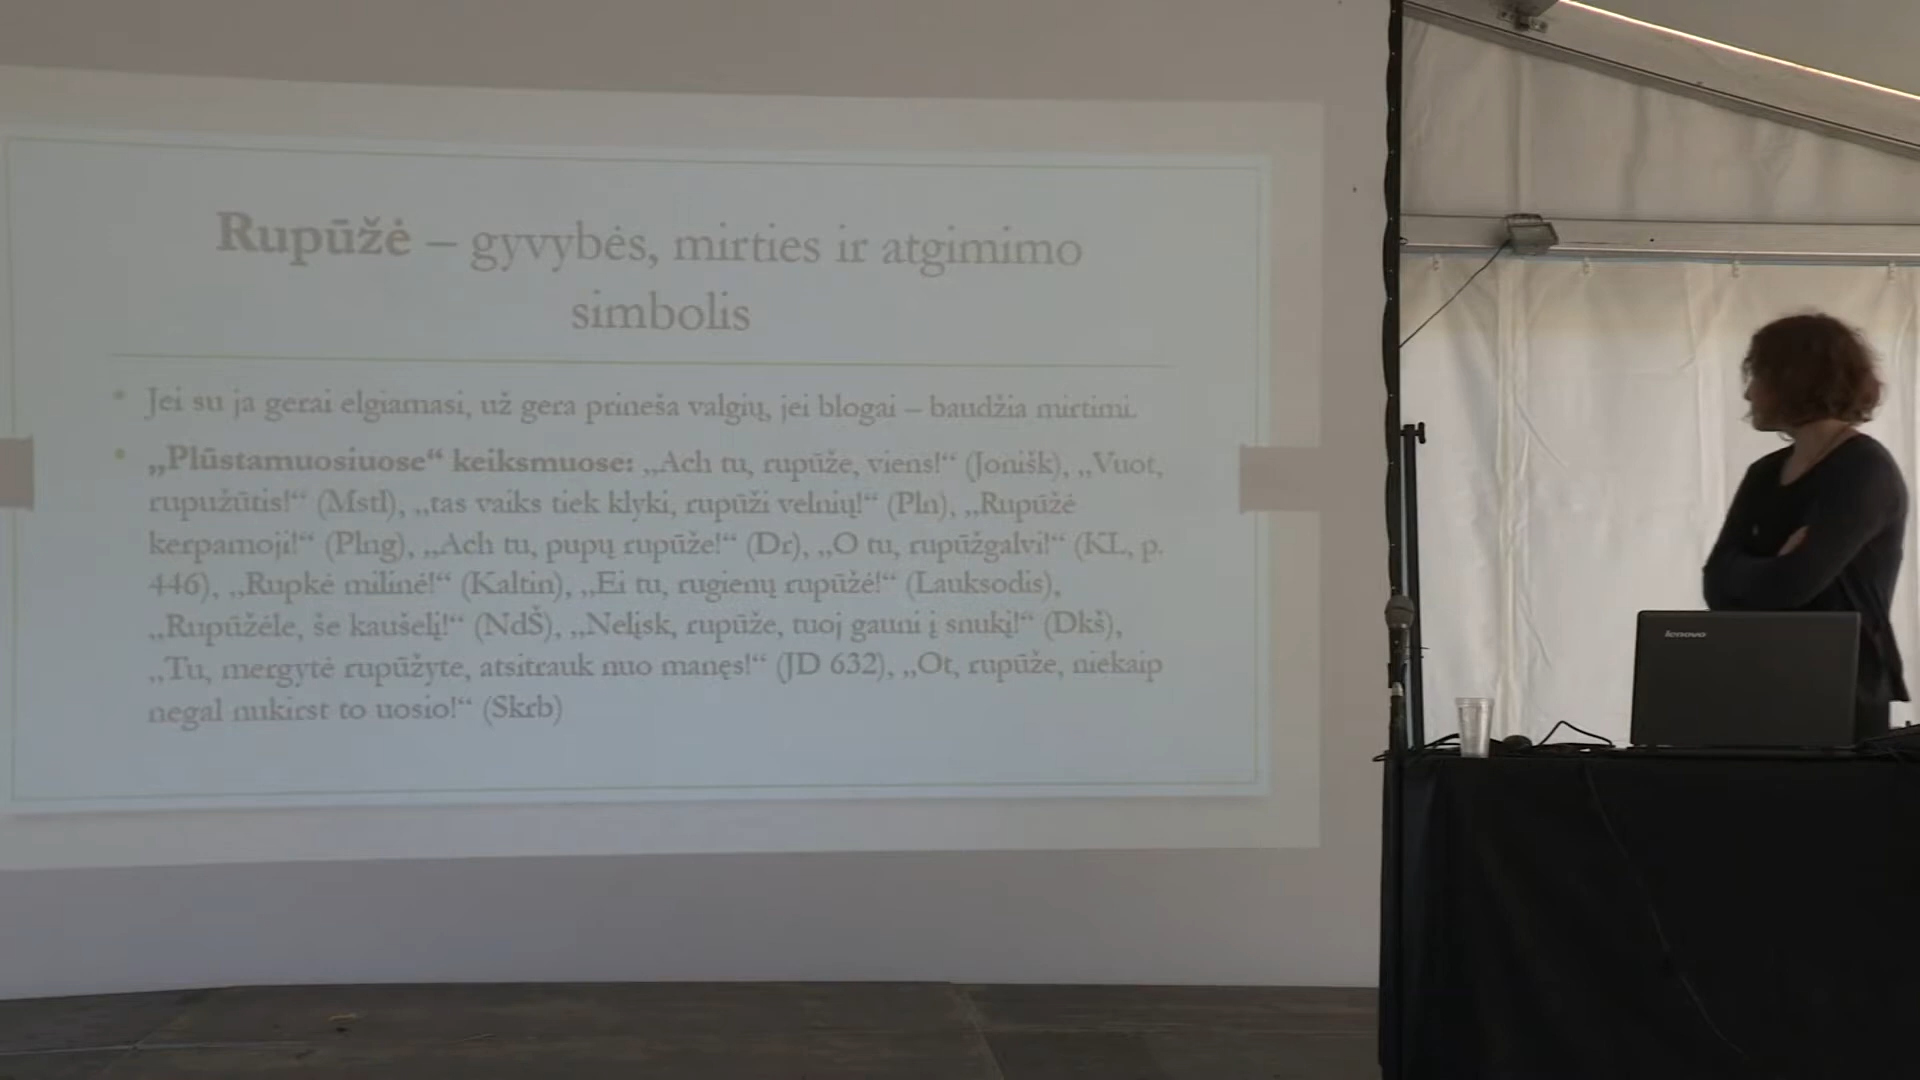 Rupūžė – gyvybės, mirties ir atgimimo
simbolis
Jei su ja gerai elgiamasi, už gera prineša valgių, jei blogai – baudžia mirtimi.
„Plūstamuosiuose“ keiksmuose: „Ach tu, rupūže, viens!“ (Jonišk), „Vuot,
rupužūtis!“ (Mstl), „tas vaiks tiek klyki, rupūži velnių!“ (Pln), „Rupūžė
kerpamoji!“ (Plng), „Ach tu, pupų rupūže!“ (Dr), „O tu, rupūžgalvi!“ (KL, p.
446), „Rupkė milinė!“ (Kaltin), „Ei tu, rugienų rupūžė!“ (Lauksodis),
„Rupūžėle, še kaušelį!“ (NdŠ), „Nelįsk, rupūže, tuoj gauni į snukį!“ (Dkš),
„Tu, mergytė rupūžyte, atsitrauk nuo manęs!“ (JD 632), „Ot, rupūže, niekaip
negal nukirst to uosio!“ (Skrb)
lenovo